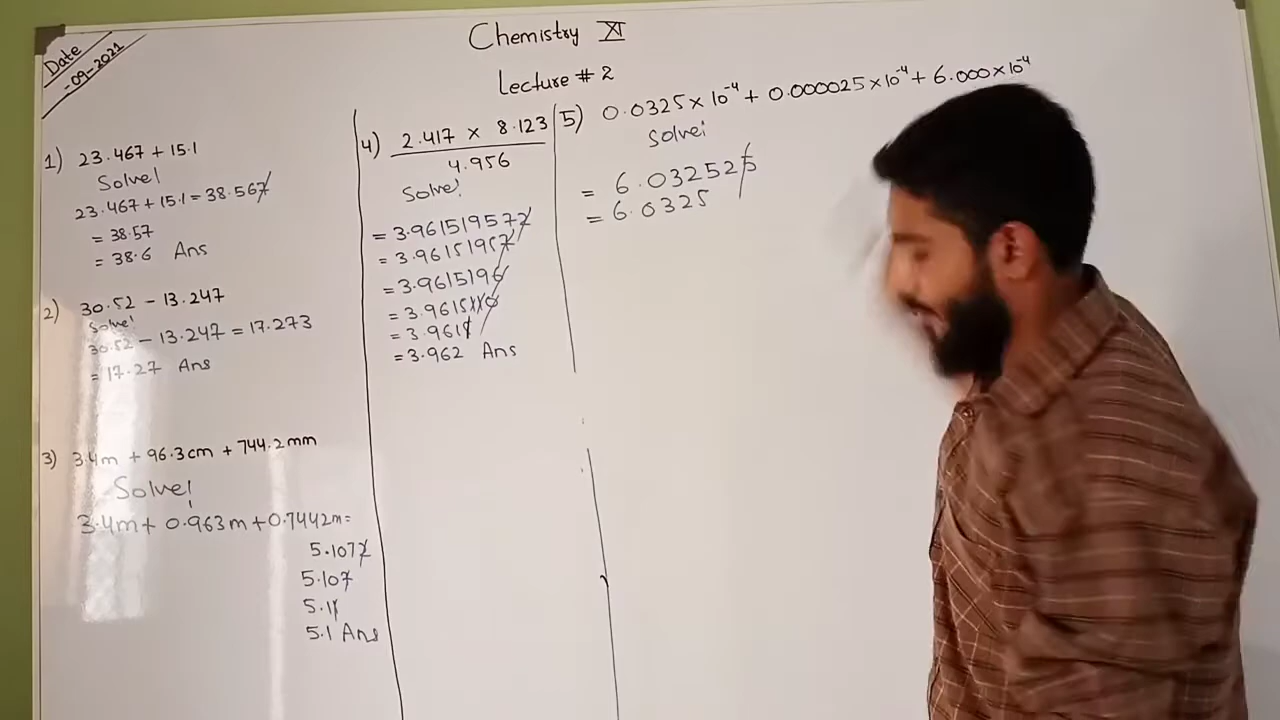 Chemistry XI
Lecture # 2
Date
-09-2021
1) 23.467 + 15.1
Solve!
23.467 + 15.1 = 38.567
= 38.57
= 38.6 Ans
2) 30.52 - 13.247
Solve!
30.52 - 13.247 = 17.273
= 17.27 Ans
3) 3.4m + 96.3cm + 744.2mm
Solve!
3.4m + 0.963m + 0.7442m =
5.1072
5.107
5.11
5.1 Ans
4) 2.417 × 8.123
4.956
Solve!
= 3.961519572
= 3.96151957
= 3.9615196
= 3.9615
= 3.961
= 3.962 Ans
5) 0.0325 × 10⁻⁴ + 0.000025 × 10⁻⁴ + 6.000 × 10⁻⁴
Solve!
= 6.032525
= 6.0325